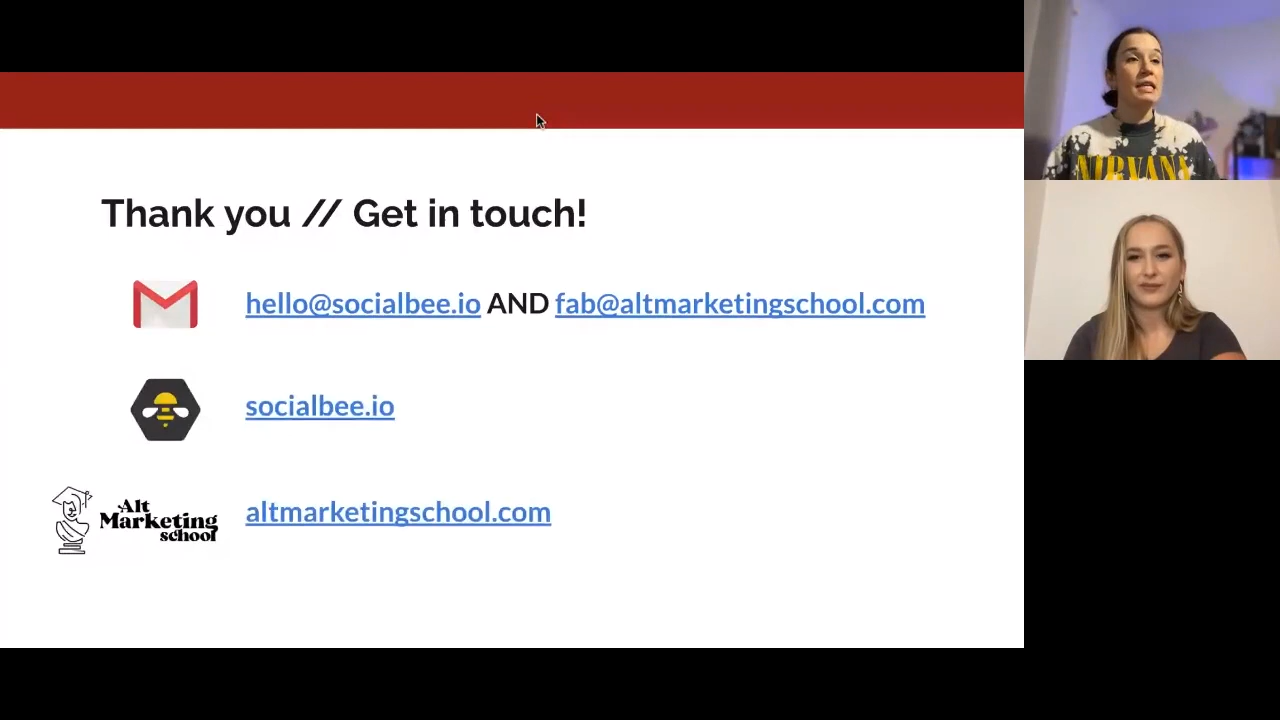 Thank you // Get in touch!
hello@socialbee.io AND fab@altmarketingschool.com
socialbee.io
Alt
Marketing
school
altmarketingschool.com
NIRVANA